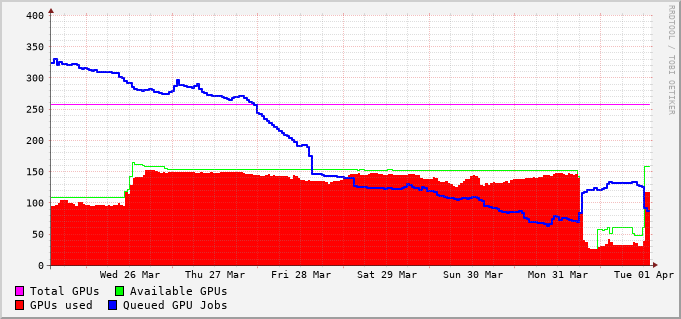 400
350
300
250
200
150
100
50
0
Wed 26 Mar Thu 27 Mar Fri 28 Mar Sat 29 Mar Sun 30 Mar Mon 31 Mar Tue 01 Apr
Total GPUs Available GPUs
GPUs used Queued GPU Jobs
RRDTOOL / TOBI OETIKER